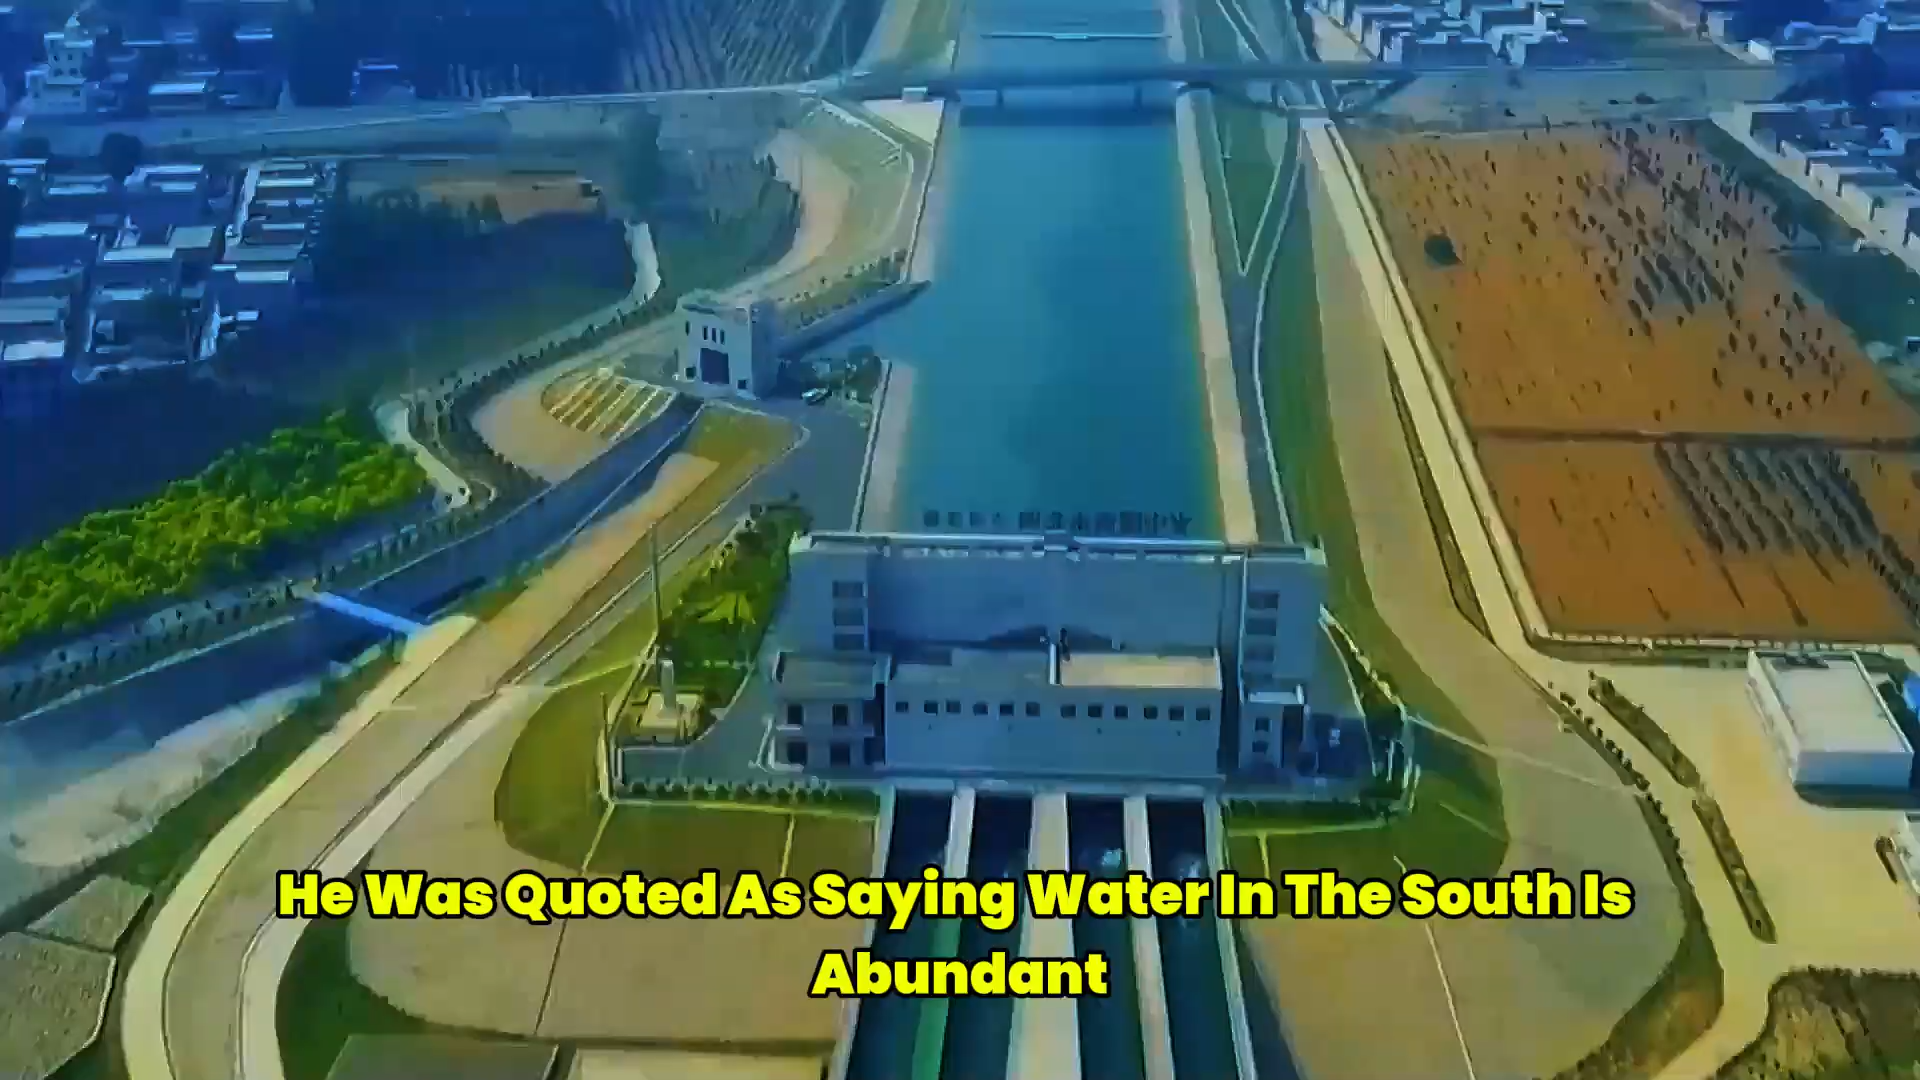 He Was Quoted As Saying Water In The South Is
Abundant